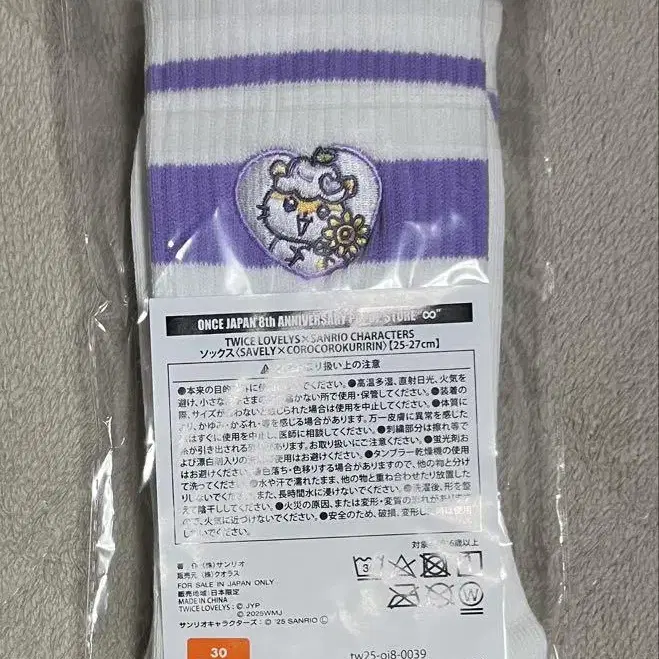 ONCE JAPAN 8th ANNIVERSARY STORE "∞"
TWICE LOVELYS×SANRIO CHARACTERS
ソックス〈SAVELY×COROCOROKURIRIN〉【25-27cm】
取り扱い上の注意
●本来の目的以外に使用しないでください。●高温多湿、直射日光、火気を
避け、小さなお子さまの手の届かない所で使用・保管してください。●装着の
際、サイズが合わないと感じられた場合は使用を中止してください。●体質に
より、かゆみ・かぶれ・等を感じる場合があります。万一皮膚に異常を感じた
はすぐに使用を中止し、医師に相談してください。●刺繍部分は擦れ等で
糸が引き出される場合があります。お取り扱いにご注意ください。●蛍光剤お
よび漂白剤入りの使用はお避けください。●タンブラー乾燥機の使用
はお避けください。色落ち・色移りする場合がありますので、他の物と分け
て洗ってください。●水や汗で濡れたまま、他の物と重ね合わせたり放置した
りしないでください。また、長時間水に浸けないでください。●洗濯後、形を整
えて陰干ししてください。●火災の原因、または変形・変質の恐れがありま
ので、火気に近づけないでください。●安全のため、破損、変形した時は使用
しないでください。
対象 6歳以上
(株)サンリオ
販売元 (株)クオラス
FOR SALE IN JAPAN ONLY
販売地域:日本限定
MADE IN CHINA
TWICE LOVELYS:© JYP
© 2025WMJ
サンリオキャラクターズ:© '25 SANRIO Ⓛ
30
W
30
tw25-oj8-0039